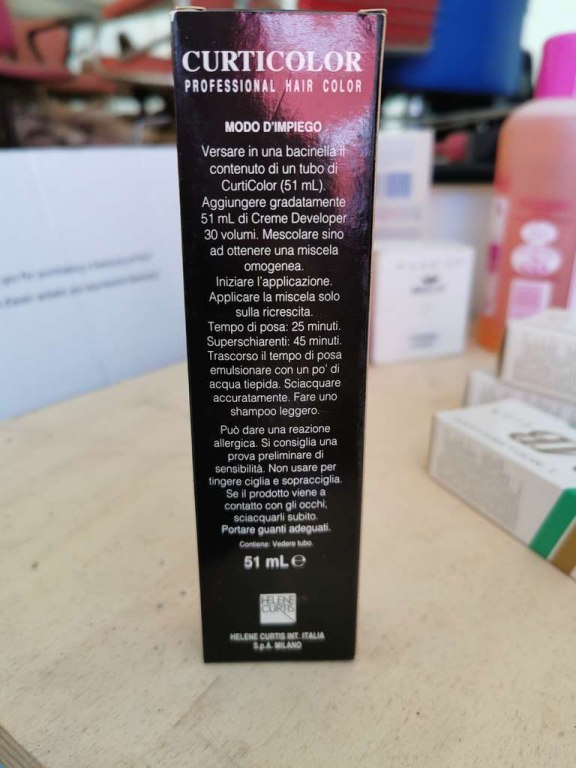 CURTICOLOR
PROFESSIONAL HAIR COLOR
MODO D'IMPIEGO
Versare in una bacinella il
contenuto di un tubo di
CurtiColor (51 mL).
Aggiungere gradatamente
51 mL di Creme Developer
30 volumi. Mescolare sino
ad ottenere una miscela
omogenea.
Iniziare l'applicazione.
Applicare la miscela solo
sulla ricrescita.
Tempo di posa: 25 minuti.
Superschiarenti: 45 minuti.
Trascorso il tempo di posa
emulsionare con un po' di
acqua tiepida. Sciacquare
accuratamente. Fare uno
shampoo leggero.
Può dare una reazione
allergica. Si consiglia una
prova preliminare di
sensibilità. Non usare per
tingere ciglia e sopracciglia.
Se il prodotto viene a
contatto con gli occhi,
sciacquarli subito.
Portare guanti adeguati.
Contiene: Vedere tubo.
51 mL e
HELENE
CURTIS
HELENE CURTIS INT. ITALIA
S.p.A. MILANO